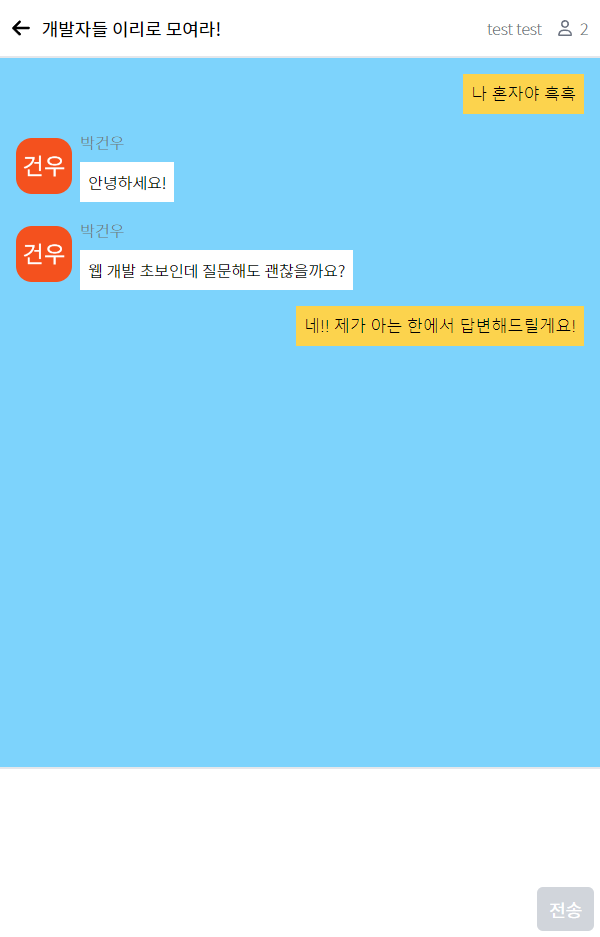 개발자들 이리로 모여라!
test test 2
나 혼자야 흑흑
박건우
건우
안녕하세요!
박건우
건우
웹 개발 초보인데 질문해도 괜찮을까요?
네!! 제가 아는 한에서 답변해드릴게요!
전송